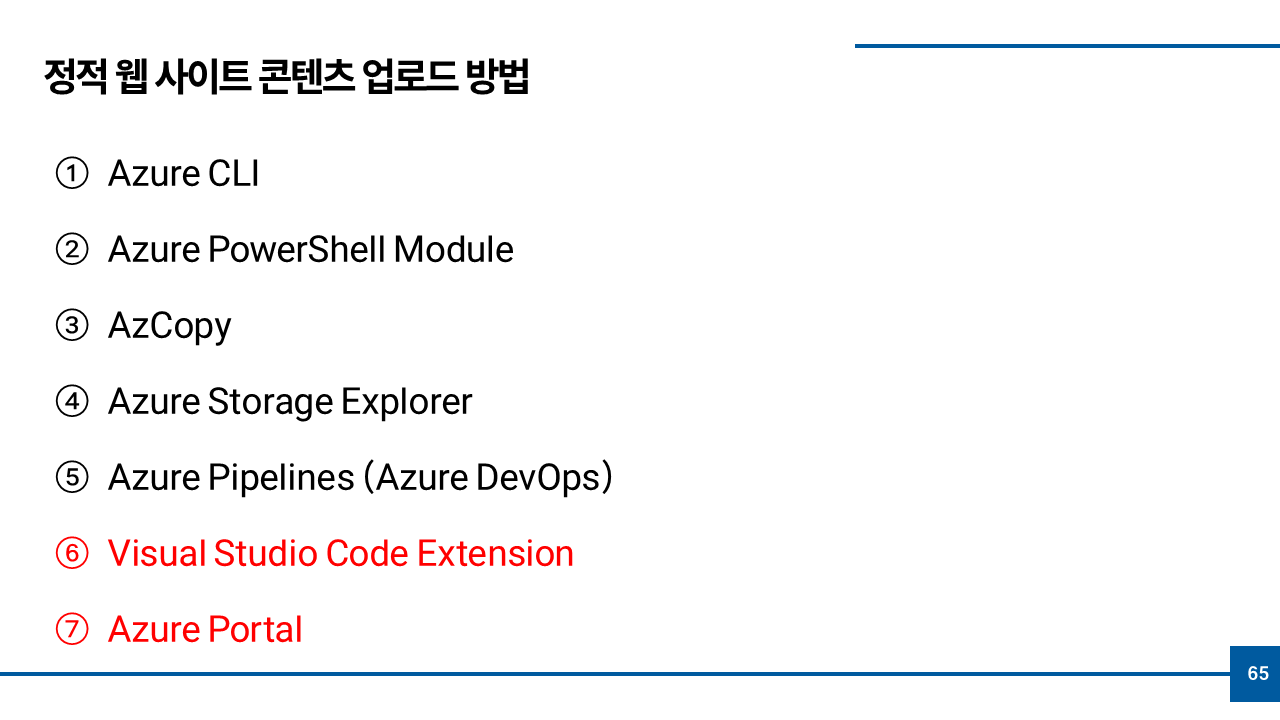 정적 웹 사이트 콘텐츠 업로드 방법
① Azure CLI
② Azure PowerShell Module
③ AzCopy
④ Azure Storage Explorer
⑤ Azure Pipelines (Azure DevOps)
⑥ Visual Studio Code Extension
⑦ Azure Portal
65